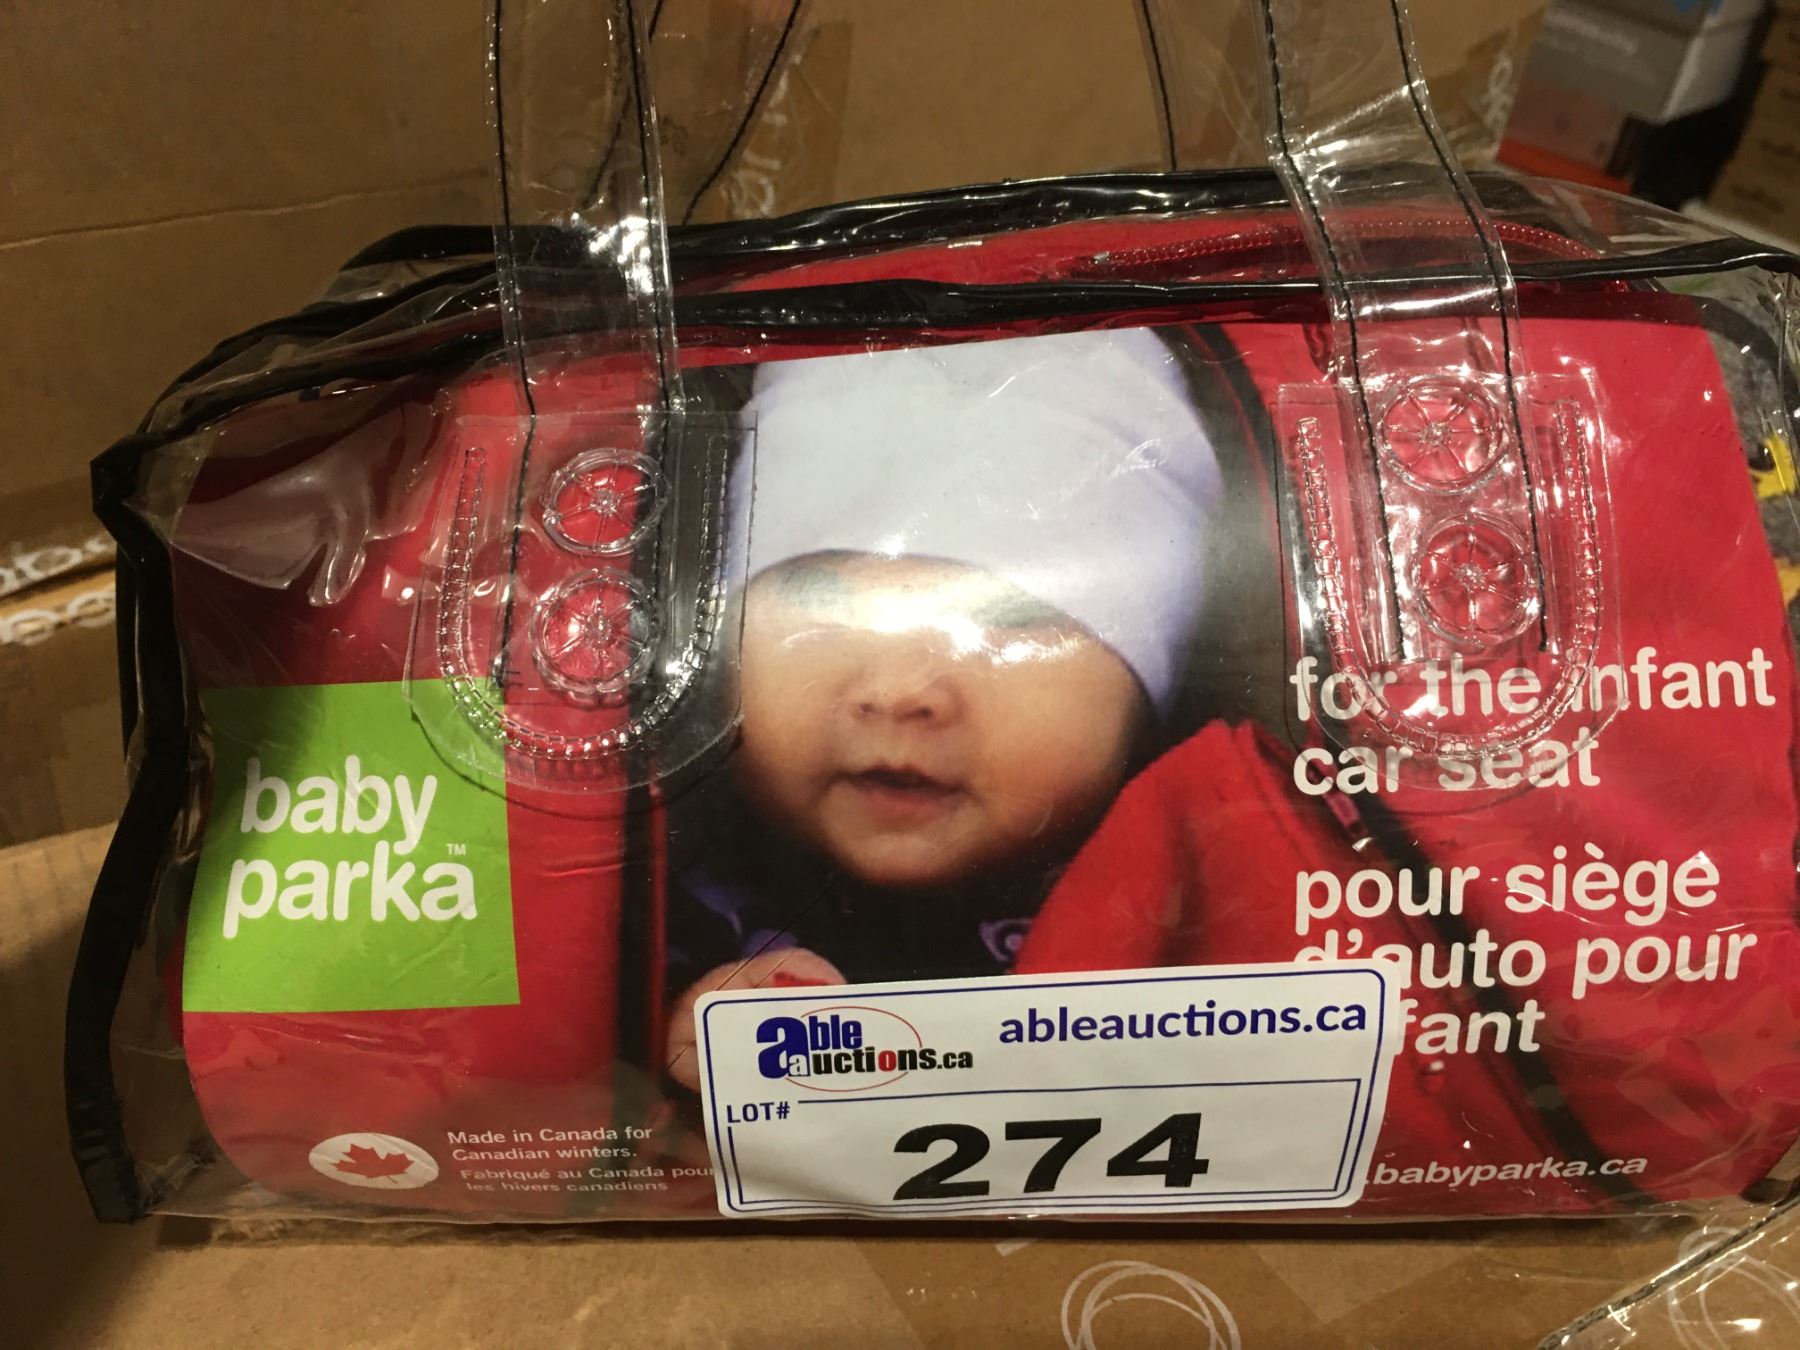 baby
parka™
for the infant
car seat
pour siège
d'auto pour
fant
able
auctions.ca
ableauctions.ca
LOT#
274
Made in Canada for
Canadian winters.
Fabriqué au Canada pour
les hivers canadiens
.babyparka.ca